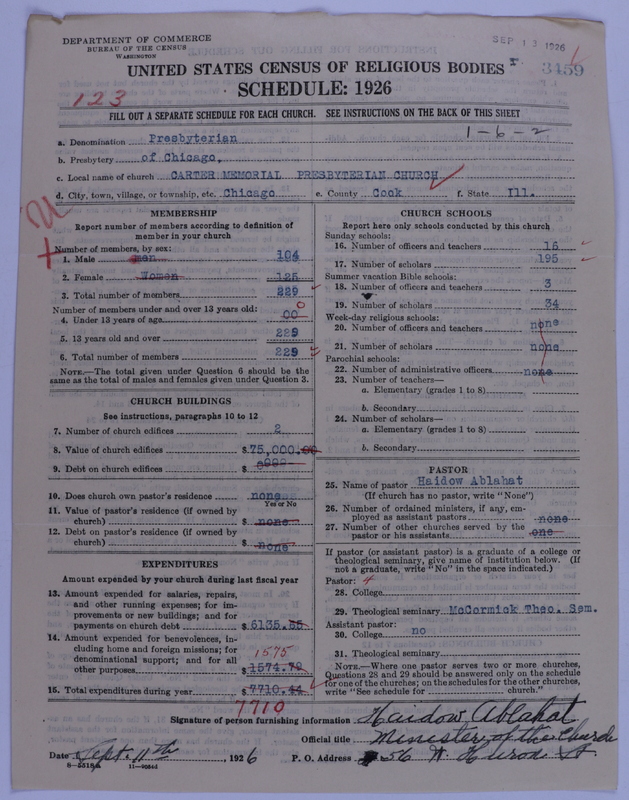 DEPARTMENT OF COMMERCE
BUREAU OF THE CENSUS
WASHINGTON
SEP 13 1926
UNITED STATES CENSUS OF RELIGIOUS BODIES
3459
SCHEDULE: 1926
123
FILL OUT A SEPARATE SCHEDULE FOR EACH CHURCH. SEE INSTRUCTIONS ON THE BACK OF THIS SHEET
1-6-2
a. Denomination Presbyterian
b. Presbytery of Chicago.
c. Local name of church CARTER MEMORIAL PRESBYTERIAN CHURCH
d. City, town, village, or township, etc. Chicago e. County Cook f. State Ill.
MEMBERSHIP
Report number of members according to definition of member in your church
Number of members, by sex:
1. Male men 104
2. Female Women 125
3. Total number of members 229
Number of members under and over 13 years old:
0
4. Under 13 years of age 00
5. 13 years old and over 229
6. Total number of members 229
NOTE.—The total given under Question 6 should be the same as the total of males and females given under Question 3.
CHURCH BUILDINGS
See instructions, paragraphs 10 to 12
7. Number of church edifices 2
8. Value of church edifices $75,000.00
9. Debt on church edifices $
10. Does church own pastor's residence none
Yes or No
11. Value of pastor's residence (if owned by church) $ none
12. Debt on pastor's residence (if owned by church) $ none
EXPENDITURES
Amount expended by your church during last fiscal year
13. Amount expended for salaries, repairs, and other running expenses; for improvements or new buildings; and for payments on church debt $ 6135.65
14. Amount expended for benevolences, including home and foreign missions; for denominational support; and for all other purposes $ 1574.79
1575
15. Total expenditures during year $ 7710.44
7710
CHURCH SCHOOLS
Report here only schools conducted by this church
Sunday schools:
16. Number of officers and teachers 16
17. Number of scholars 195
Summer vacation Bible schools:
18. Number of officers and teachers 3
19. Number of scholars 34
Week-day religious schools:
20. Number of officers and teachers none
21. Number of scholars none
Parochial schools:
22. Number of administrative officers none
23. Number of teachers—
a. Elementary (grades 1 to 8)
b. Secondary
24. Number of scholars—
a. Elementary (grades 1 to 8)
b. Secondary
PASTOR
25. Name of pastor Haidow Ablahat
(If church has no pastor, write "None")
26. Number of ordained ministers, if any, employed as assistant pastors none
27. Number of other churches served by the pastor or his assistants one
If pastor (or assistant pastor) is a graduate of a college or theological seminary, give name of institution below. (If not a graduate, write "No" in the space indicated.)
Pastor: 4
28. College
29. Theological seminary McCormick Theo. Sem.
Assistant pastor:
30. College no
31. Theological seminary
NOTE.—Where one pastor serves two or more churches, Questions 28 and 29 should be answered only on the schedule for one of the churches; on the schedules for the other churches, write "See schedule for church."
Signature of person furnishing information Haidow Ablahat
Official title Minister of the Church
Date Sept. 11th, 1926 P. O. Address 56 W Huron St.
8-5518